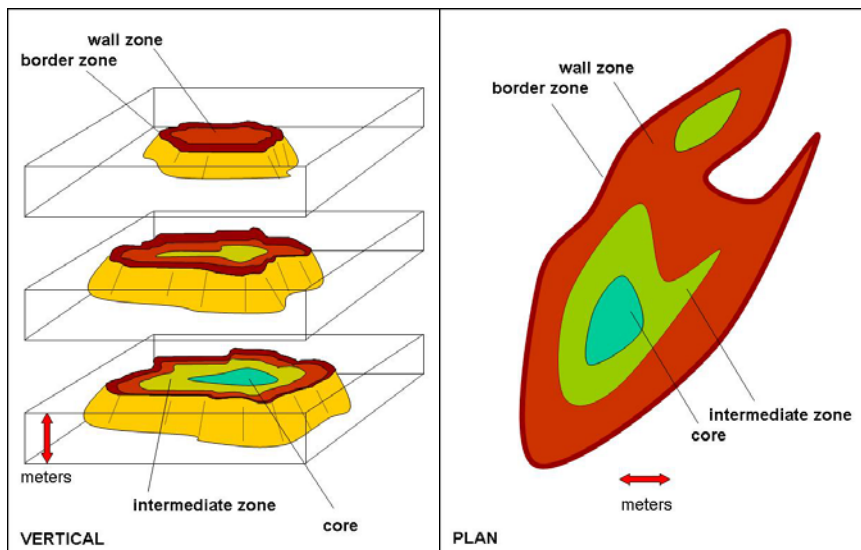 wall zone
border zone
meters
intermediate zone
core
VERTICAL
wall zone
border zone
intermediate zone
core
meters
PLAN